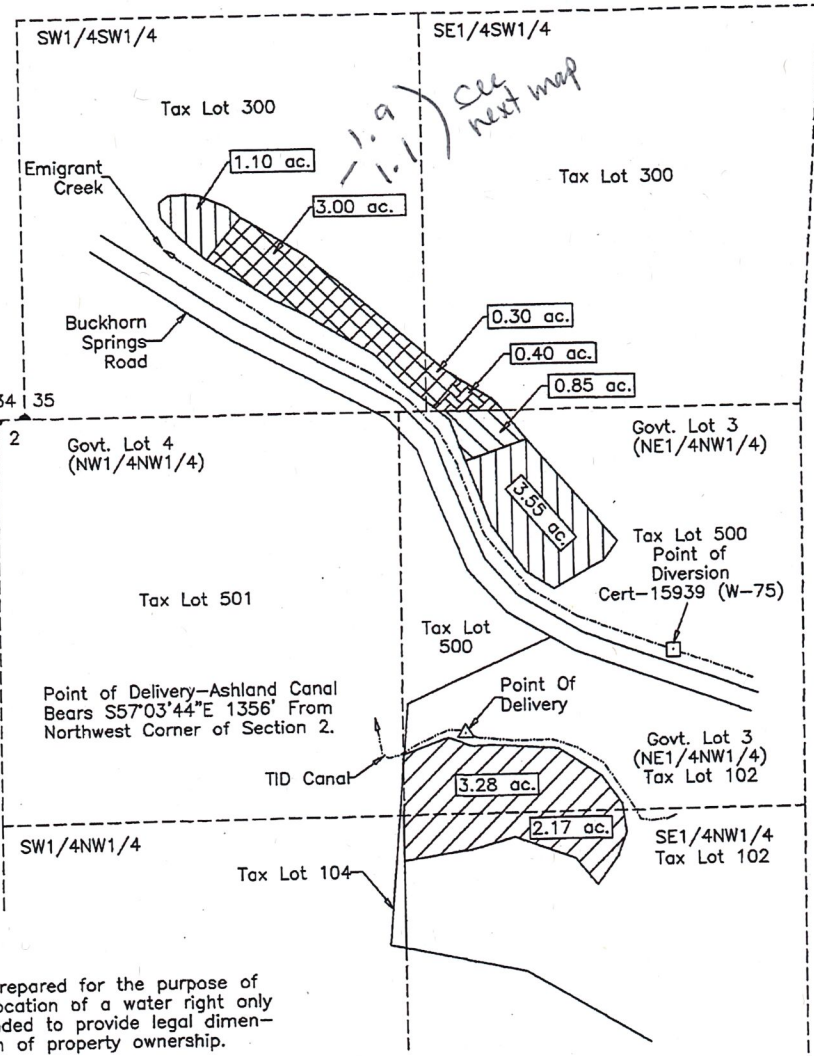 SW1/4SW1/4
SE1/4SW1/4
Tax Lot 300
-1.9
1.1
see
next map
Emigrant
Creek
1.10 ac.
3.00 ac.
Tax Lot 300
Buckhorn
Springs
Road
0.30 ac.
0.40 ac.
0.85 ac.
34 35
2
Govt. Lot 4
(NW1/4NW1/4)
Govt. Lot 3
(NE1/4NW1/4)
3.55 ac.
Tax Lot 500
Point of
Diversion
Cert-15939 (W-75)
Tax Lot 501
Tax Lot
500
Point of Delivery-Ashland Canal
Bears S57°03'44"E 1356' From
Northwest Corner of Section 2.
Point Of
Delivery
TID Canal
Govt. Lot 3
(NE1/4NW1/4)
Tax Lot 102
3.28 ac.
2.17 ac.
SW1/4NW1/4
SE1/4NW1/4
Tax Lot 102
Tax Lot 104
repared for the purpose of
ocation of a water right only
ded to provide legal dimen-
n of property ownership.